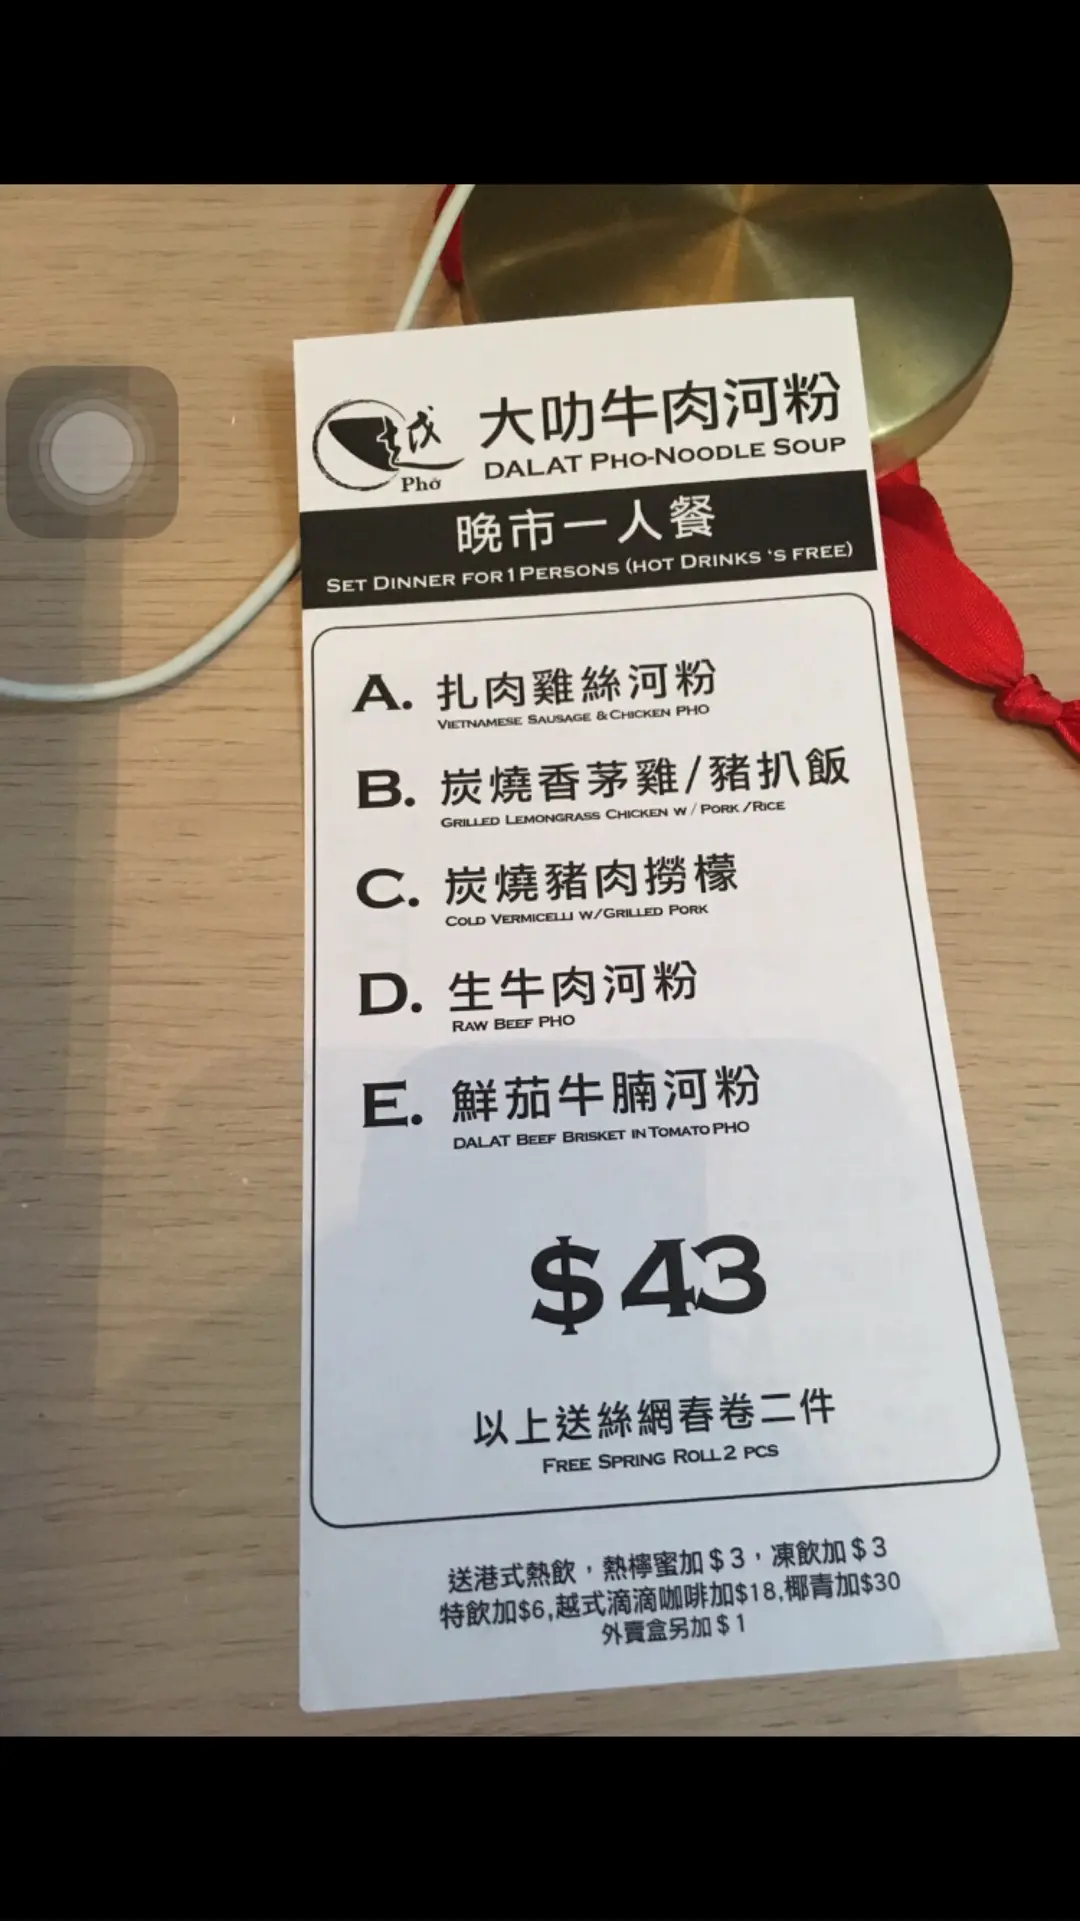 越
Phở
大叻牛肉河粉
DALAT PHO-NOODLE SOUP
晚市一人餐
SET DINNER FOR 1 PERSONS (HOT DRINKS 'S FREE)
A. 扎肉雞絲河粉
VIETNAMESE SAUSAGE & CHICKEN PHO
B. 炭燒香茅雞/豬扒飯
GRILLED LEMONGRASS CHICKEN W / PORK /RICE
C. 炭燒豬肉撈檬
COLD VERMICELLI W/GRILLED PORK
D. 生牛肉河粉
RAW BEEF PHO
E. 鮮茄牛腩河粉
DALAT BEEF BRISKET IN TOMATO PHO
$43
以上送絲網春卷二件
FREE SPRING ROLL 2 PCS
送港式熱飲，熱檸蜜加$3，凍飲加$3
特飲加$6,越式滴滴咖啡加$18,椰青加$30
外賣盒另加$1